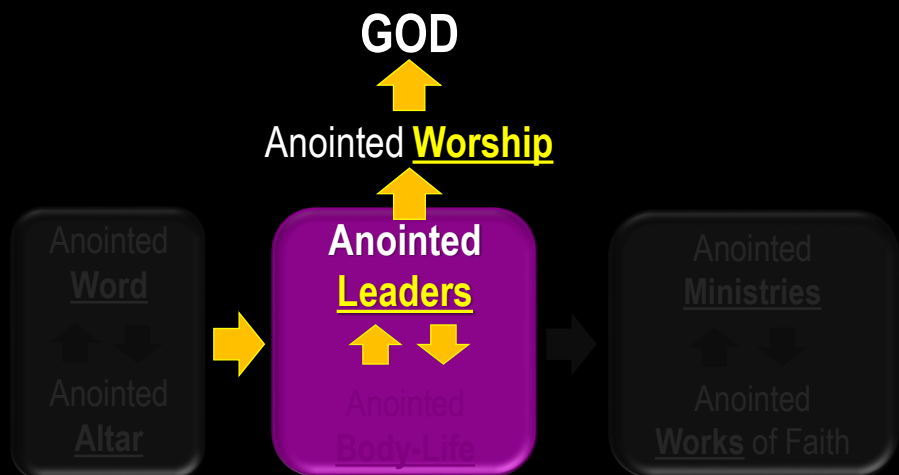 GOD
Anointed Worship
Anointed
Word
Anointed
Altar
Anointed
Leaders
Anointed
Body-Life
Anointed
Ministries
Anointed
Works of Faith